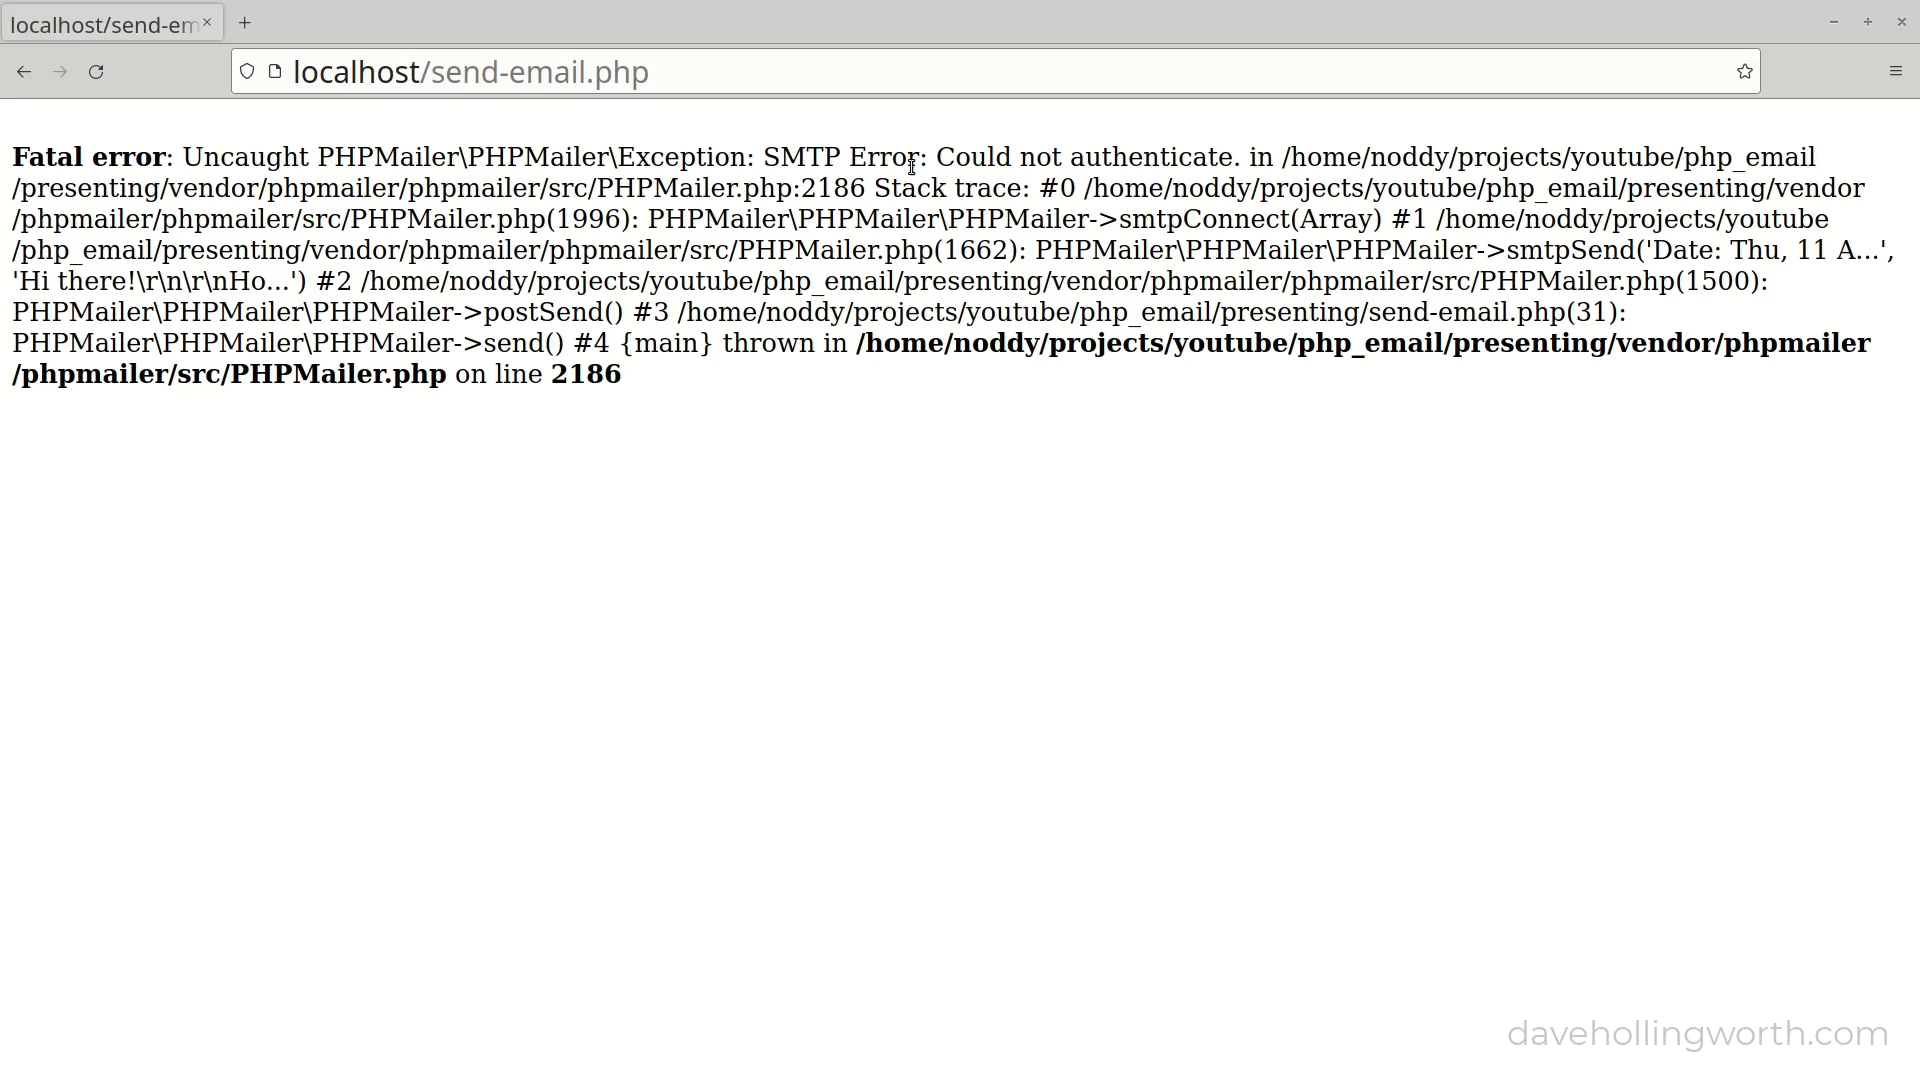 localhost/send-em
localhost/send-email.php
Fatal error: Uncaught PHPMailer\PHPMailer\Exception: SMTP Error: Could not authenticate. in /home/noddy/projects/youtube/php_email
/presenting/vendor/phpmailer/phpmailer/src/PHPMailer.php:2186 Stack trace: #0 /home/noddy/projects/youtube/php_email/presenting/vendor
/phpmailer/phpmailer/src/PHPMailer.php(1996): PHPMailer\PHPMailer\PHPMailer->smtpConnect(Array) #1 /home/noddy/projects/youtube
/php_email/presenting/vendor/phpmailer/phpmailer/src/PHPMailer.php(1662): PHPMailer\PHPMailer\PHPMailer->smtpSend('Date: Thu, 11 A...',
'Hi there!\r\n\r\nHo...') #2 /home/noddy/projects/youtube/php_email/presenting/vendor/phpmailer/phpmailer/src/PHPMailer.php(1500):
PHPMailer\PHPMailer\PHPMailer->postSend() #3 /home/noddy/projects/youtube/php_email/presenting/send-email.php(31):
PHPMailer\PHPMailer\PHPMailer->send() #4 {main} thrown in /home/noddy/projects/youtube/php_email/presenting/vendor/phpmailer
/phpmailer/src/PHPMailer.php on line 2186
davehollingworth.com